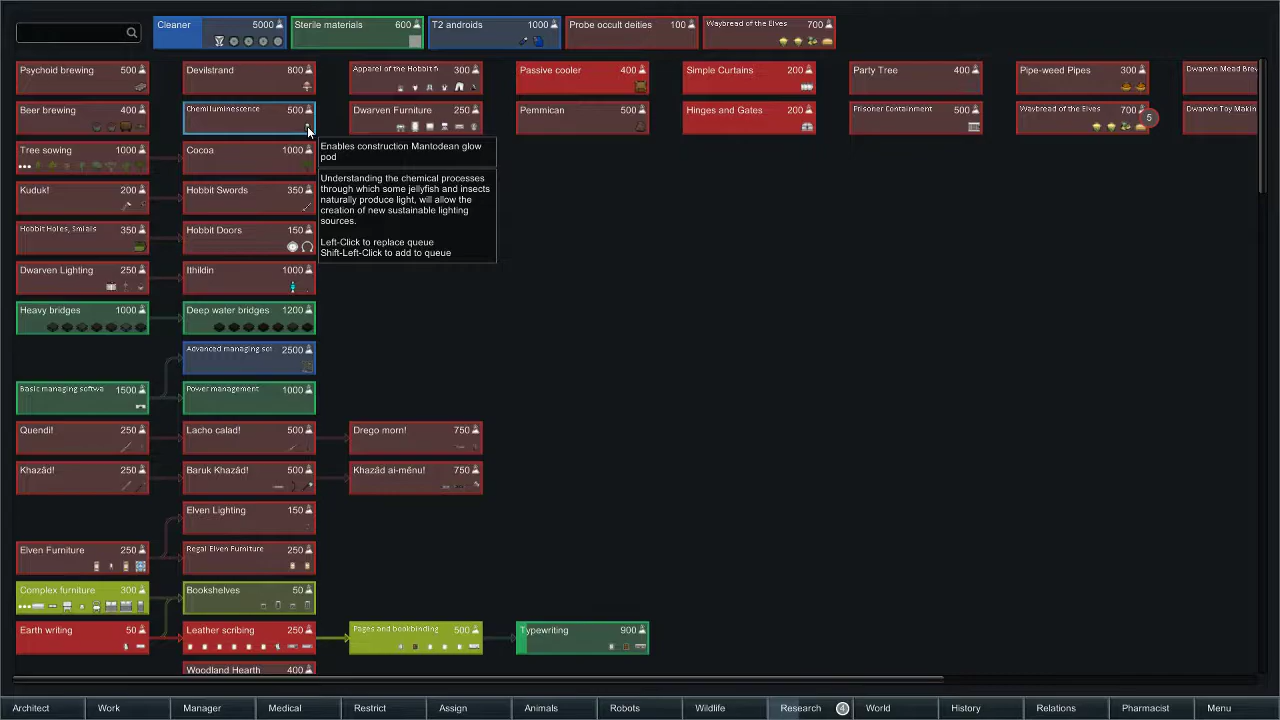 Cleaner 5000
Sterile materials 600
T2 androids 1000
Probe occult deities 100
Waybread of the Elves 700
Psychoid brewing 500
Devilstrand 800
Apparel of the Hobbit f 300
Passive cooler 400
Simple Curtains 200
Party Tree 400
Pipe-weed Pipes 300
Dwarven Mead Brew
Beer brewing 400
Chemiluminescence 500
Dwarven Furniture 250
Pemmican 500
Hinges and Gates 200
Prisoner Containment 500
Waybread of the Elves 700
5
Dwarven Toy Makin
Tree sowing 1000
Cocoa 1000
Enables construction Mantodean glow
pod
Understanding the chemical processes
through which some jellyfish and insects
naturally produce light, will allow the
creation of new sustainable lighting
sources.
Left-Click to replace queue
Shift-Left-Click to add to queue
Kuduk! 200
Hobbit Swords 350
Hobbit Holes, Smials 350
Hobbit Doors 150
Dwarven Lighting 250
Ithildin 1000
Heavy bridges 1000
Deep water bridges 1200
Advanced managing sof 2500
Basic managing softwa 1500
Power management 1000
Quendi! 250
Lacho calad! 500
Drego morn! 750
Khazâd! 250
Baruk Khazâd! 500
Khazâd ai-mênu! 750
Elven Lighting 150
Elven Furniture 250
Regal Elven Furniture 250
Complex furniture 300
Bookshelves 50
Earth writing 50
Leather scribing 250
Pages and bookbinding 500
Typewriting 900
Woodland Hearth 400
Architect
Work
Manager
Medical
Restrict
Assign
Animals
Robots
Wildlife
Research 4
World
History
Relations
Pharmacist
Menu